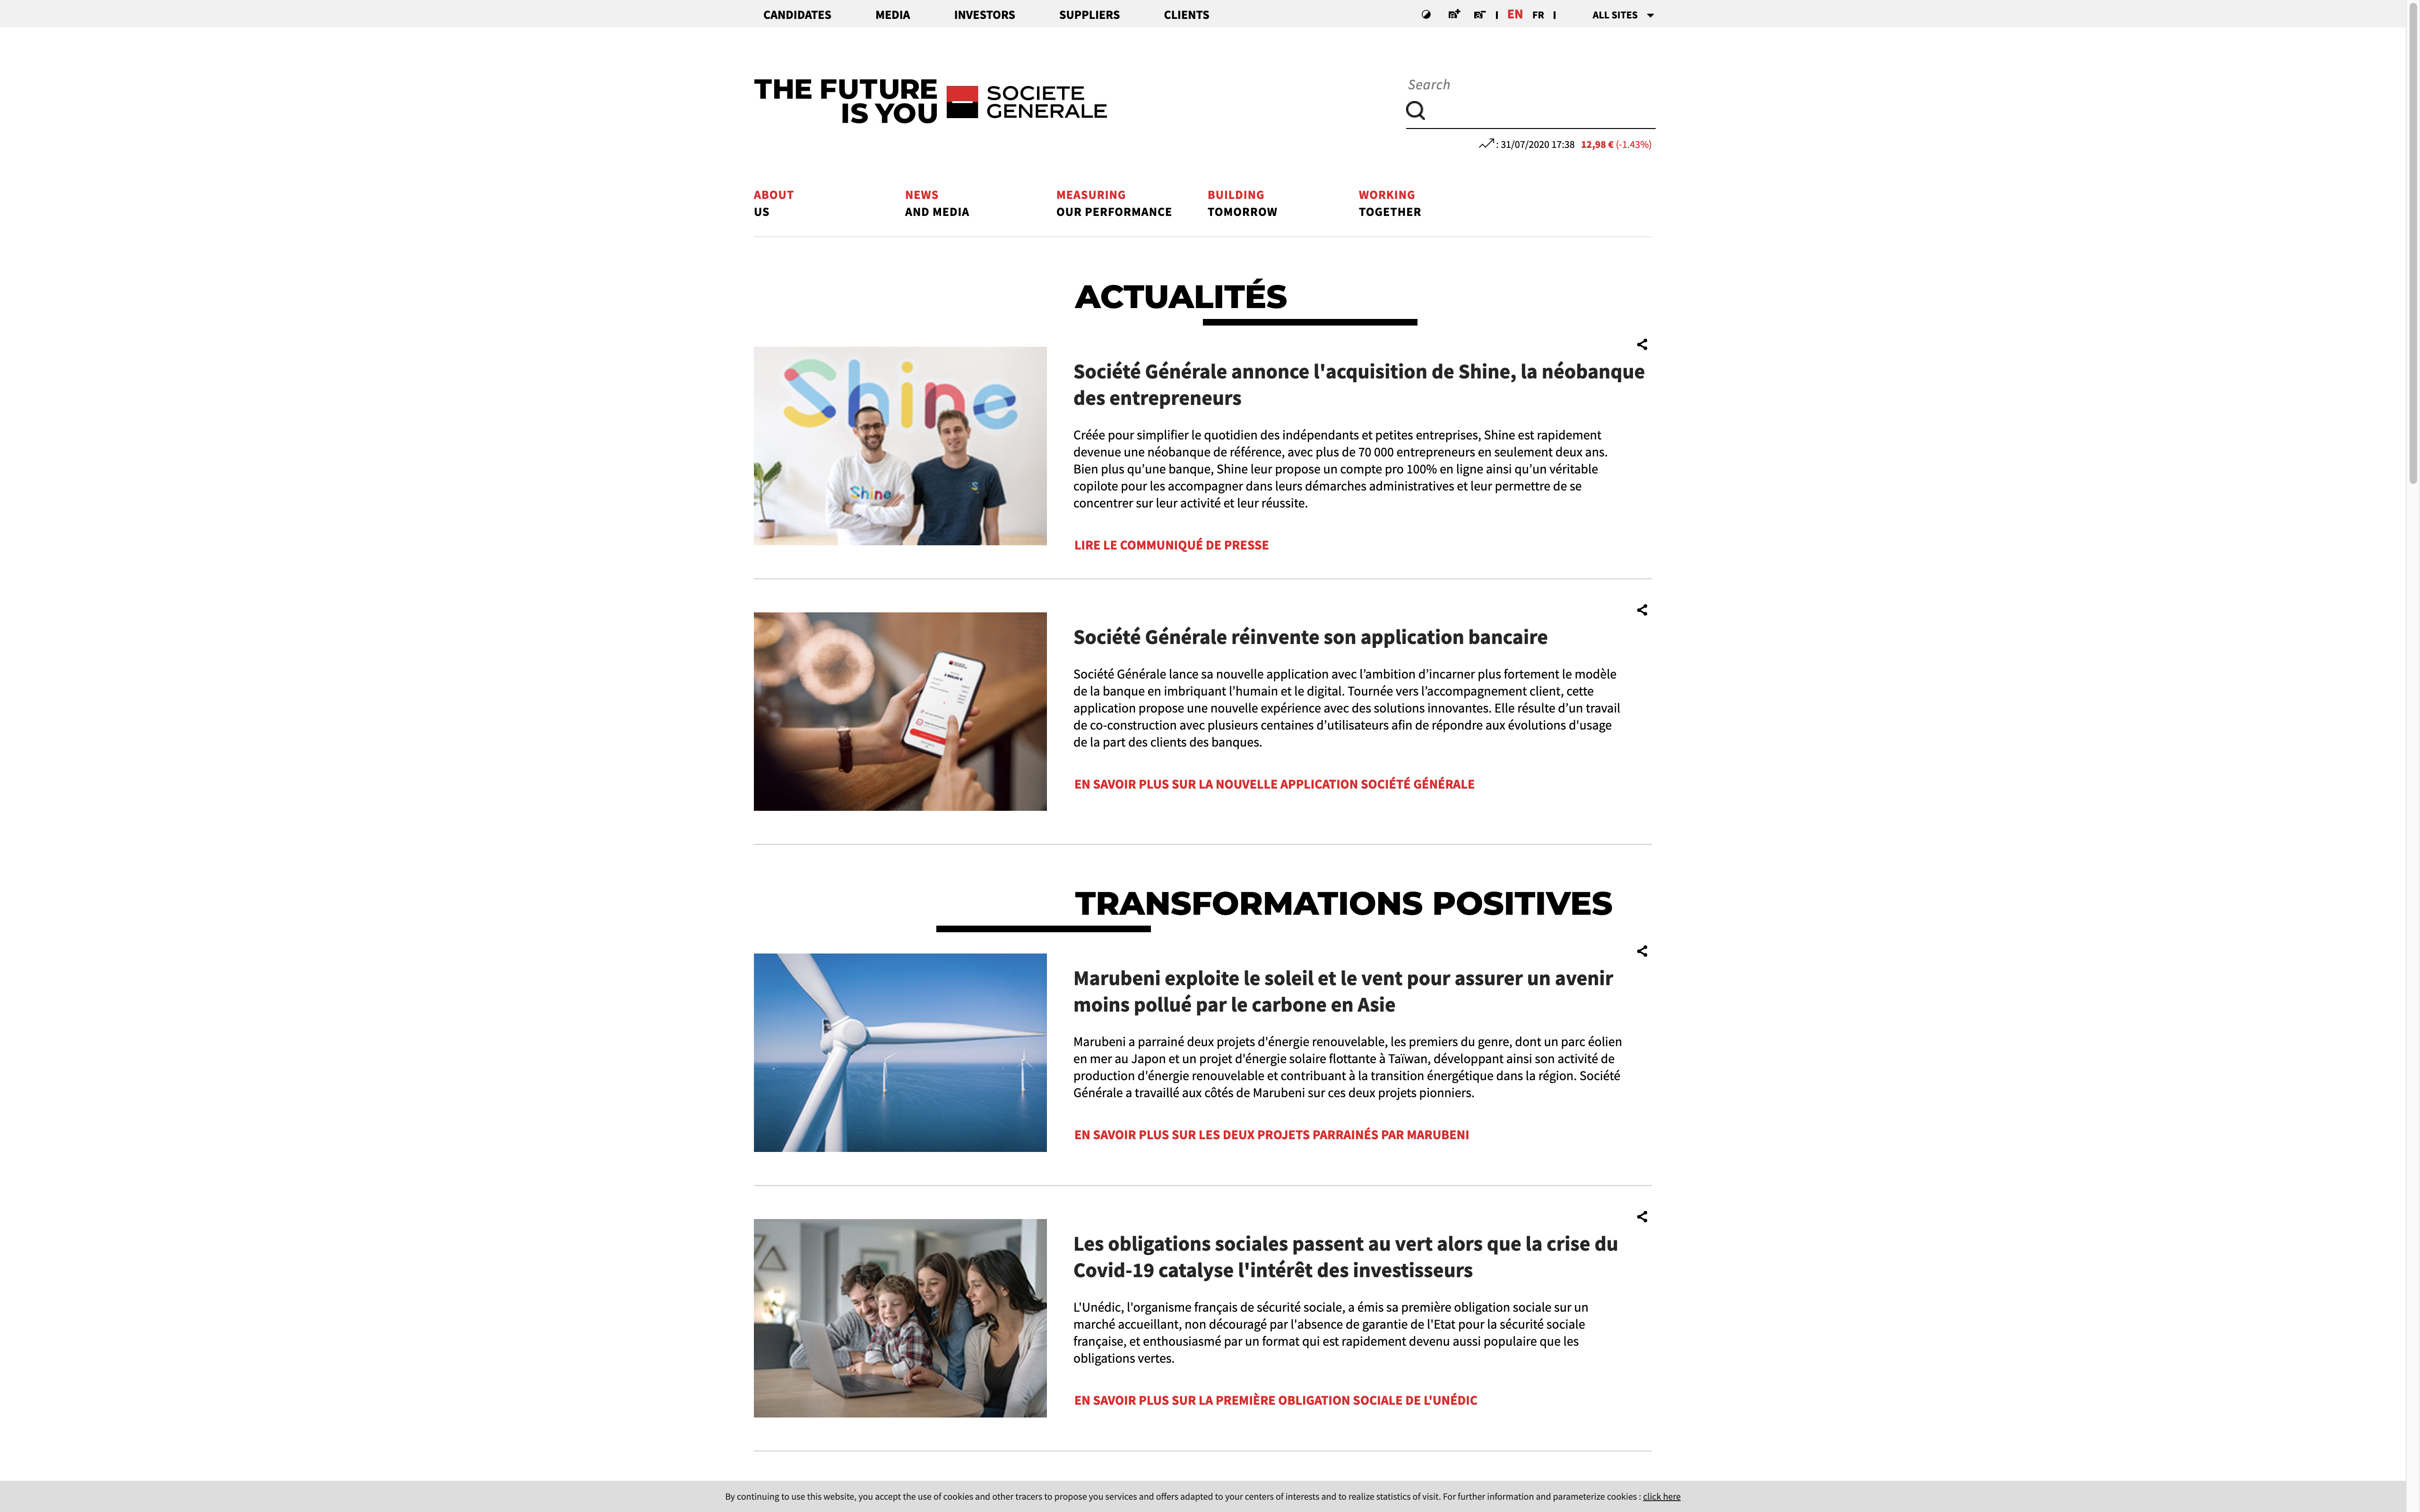 CANDIDATES MEDIA INVESTORS SUPPLIERS CLIENTS EN FR ALL SITES
THE FUTURE
IS YOU
SOCIETE
GENERALE
Search
: 31/07/2020 17:38 12,98 € (-1.43%)
ABOUT
US
NEWS
AND MEDIA
MEASURING
OUR PERFORMANCE
BUILDING
TOMORROW
WORKING
TOGETHER
ACTUALITÉS
Shine
Shine
Société Générale annonce l'acquisition de Shine, la néobanque
des entrepreneurs
Créée pour simplifier le quotidien des indépendants et petites entreprises, Shine est rapidement
devenue une néobanque de référence, avec plus de 70 000 entrepreneurs en seulement deux ans.
Bien plus qu’une banque, Shine leur propose un compte pro 100% en ligne ainsi qu’un véritable
copilote pour les accompagner dans leurs démarches administratives et leur permettre de se
concentrer sur leur activité et leur réussite.
LIRE LE COMMUNIQUÉ DE PRESSE
Société Générale réinvente son application bancaire
Société Générale lance sa nouvelle application avec l’ambition d’incarner plus fortement le modèle
de la banque en imbriquant l’humain et le digital. Tournée vers l’accompagnement client, cette
application propose une nouvelle expérience avec des solutions innovantes. Elle résulte d’un travail
de co-construction avec plusieurs centaines d’utilisateurs afin de répondre aux évolutions d'usage
de la part des clients des banques.
EN SAVOIR PLUS SUR LA NOUVELLE APPLICATION SOCIÉTÉ GÉNÉRALE
TRANSFORMATIONS POSITIVES
Marubeni exploite le soleil et le vent pour assurer un avenir
moins pollué par le carbone en Asie
Marubeni a parrainé deux projets d'énergie renouvelable, les premiers du genre, dont un parc éolien
en mer au Japon et un projet d'énergie solaire flottante à Taïwan, développant ainsi son activité de
production d'énergie renouvelable et contribuant à la transition énergétique dans la région. Société
Générale a travaillé aux côtés de Marubeni sur ces deux projets pionniers.
EN SAVOIR PLUS SUR LES DEUX PROJETS PARRAINÉS PAR MARUBENI
Les obligations sociales passent au vert alors que la crise du
Covid-19 catalyse l'intérêt des investisseurs
L'Unédic, l'organisme français de sécurité sociale, a émis sa première obligation sociale sur un
marché accueillant, non découragé par l'absence de garantie de l'Etat pour la sécurité sociale
française, et enthousiasmé par un format qui est rapidement devenu aussi populaire que les
obligations vertes.
EN SAVOIR PLUS SUR LA PREMIÈRE OBLIGATION SOCIALE DE L'UNÉDIC
By continuing to use this website, you accept the use of cookies and other tracers to propose you services and offers adapted to your centers of interests and to realize statistics of visit. For further information and parameterize cookies : click here